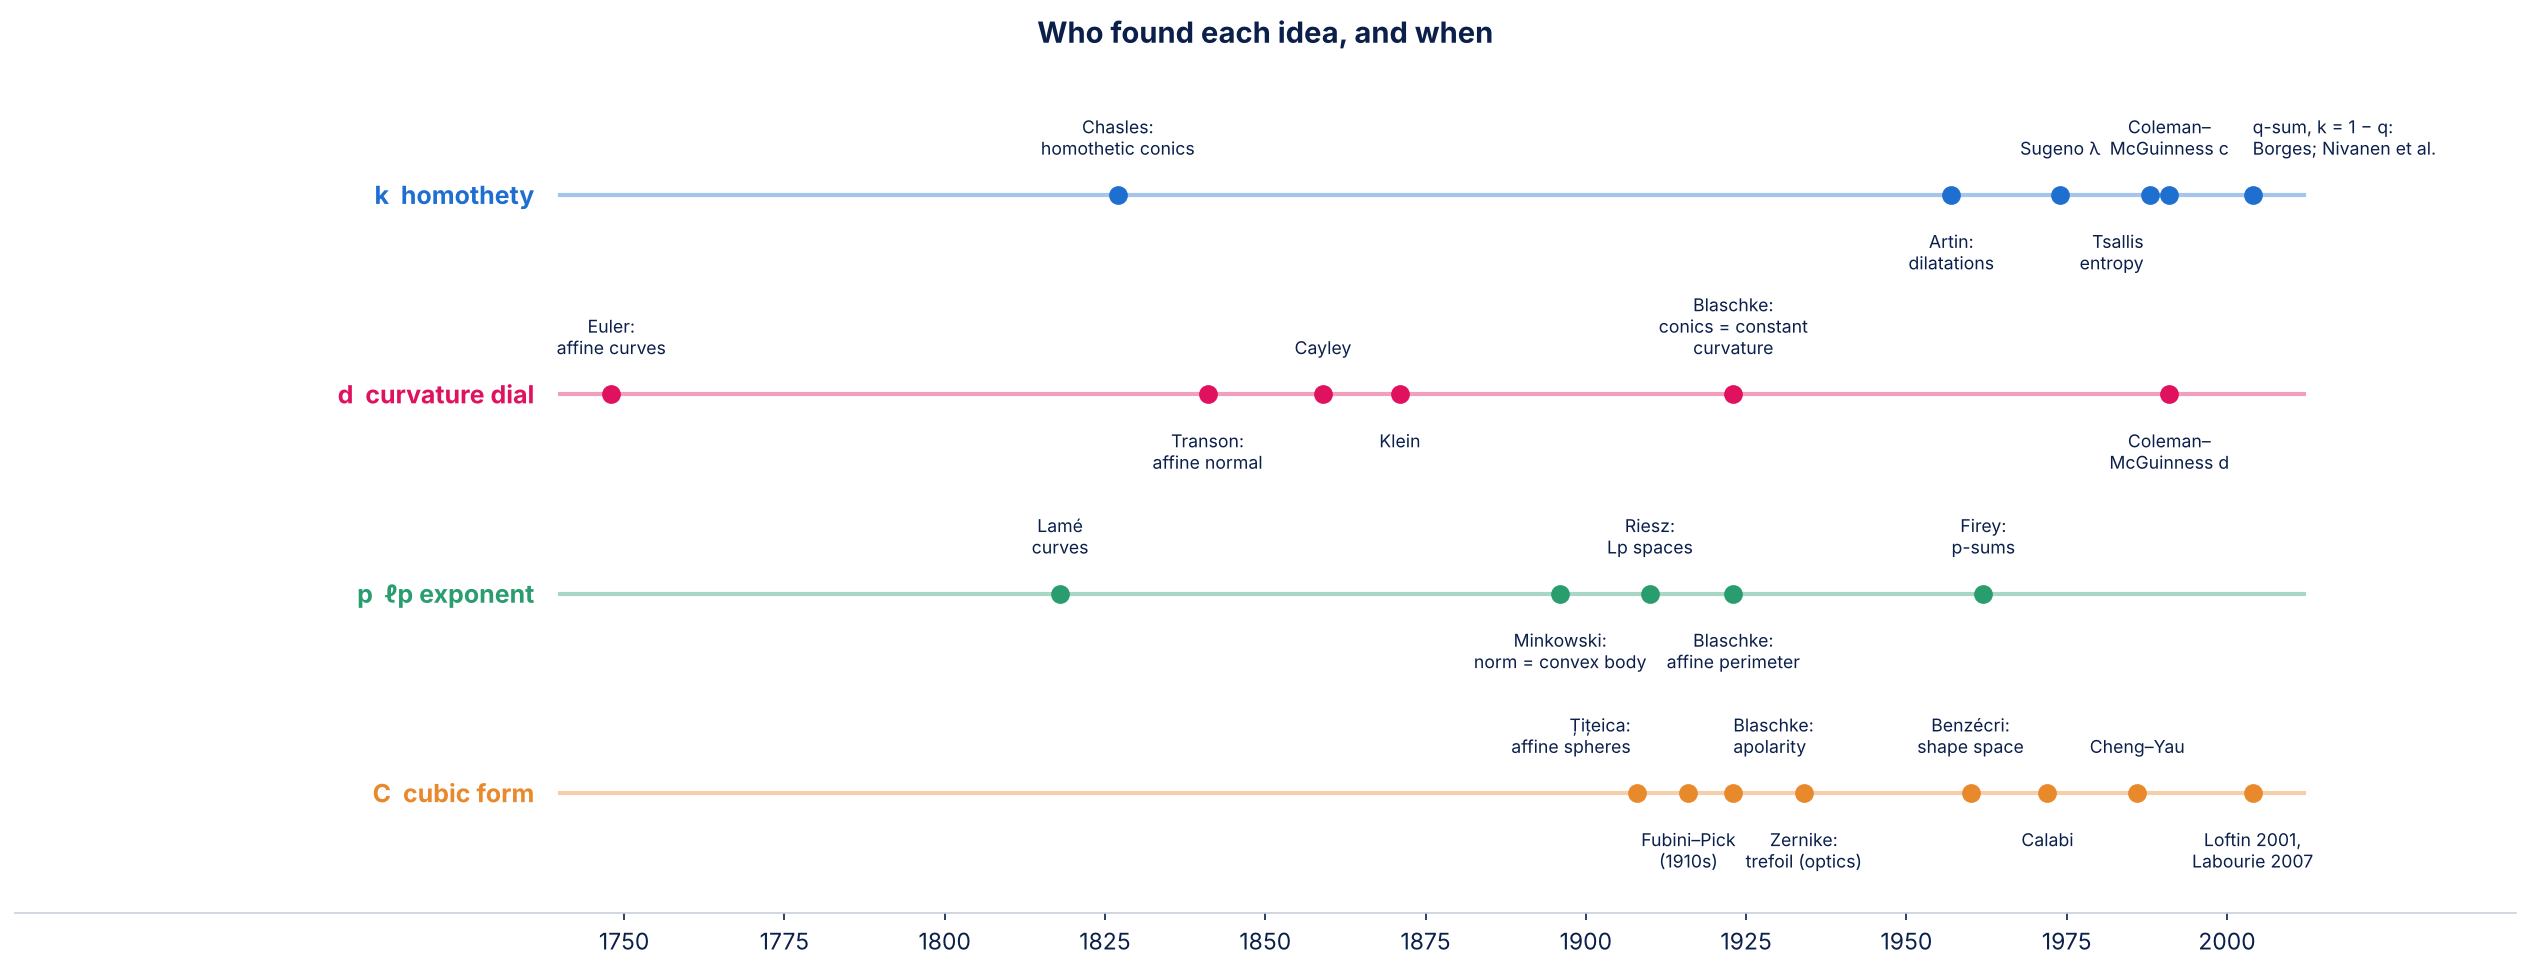 Who found each idea, and when
Chasles:
homothetic conics
Sugeno λ
Coleman–
McGuinness c
q-sum, k = 1 − q:
Borges; Nivanen et al.
k homothety
Artin:
dilatations
Tsallis
entropy
Euler:
affine curves
Cayley
Blaschke:
conics = constant
curvature
d curvature dial
Transon:
affine normal
Klein
Coleman–
McGuinness d
Lamé
curves
Riesz:
Lp spaces
Firey:
p-sums
p ℓp exponent
Minkowski:
norm = convex body
Blaschke:
affine perimeter
Țițeica:
affine spheres
Blaschke:
apolarity
Benzécri:
shape space
Cheng–Yau
C cubic form
Fubini–Pick
(1910s)
Zernike:
trefoil (optics)
Calabi
Loftin 2001,
Labourie 2007
1750 1775 1800 1825 1850 1875 1900 1925 1950 1975 2000